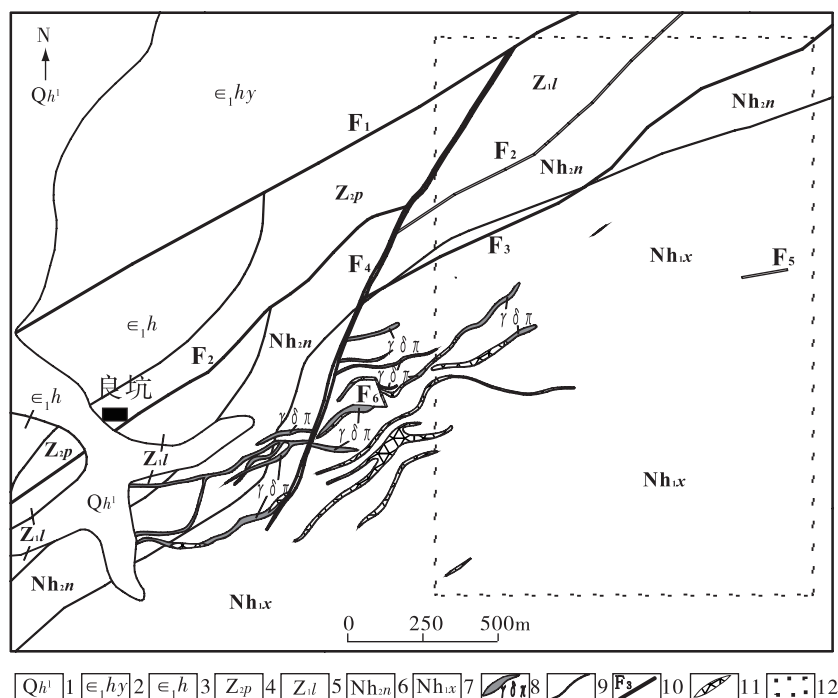 N
Qh¹
∈₁hy
Z₁l
F₁
Nh₂n
F₂
Nh₂n
Z₂p
F₃
Nh₁x
F₅
F₄
γδπ
∈₁h
Nh₂n
F₂
γδπ
γδπ
良坑
F₆
∈₁h
γδπ
γδπ
Z₂p
Z₁l
Nh₁x
γδπ
Qh¹
Z₁l
Nh₂n
Nh₁x
0 250 500m
Qh¹ 1 ∈₁hy 2 ∈₁h 3 Z₂p 4 Z₁l 5 Nh₂n 6 Nh₁x 7 γδπ 8 9 F₃ 10 11 12